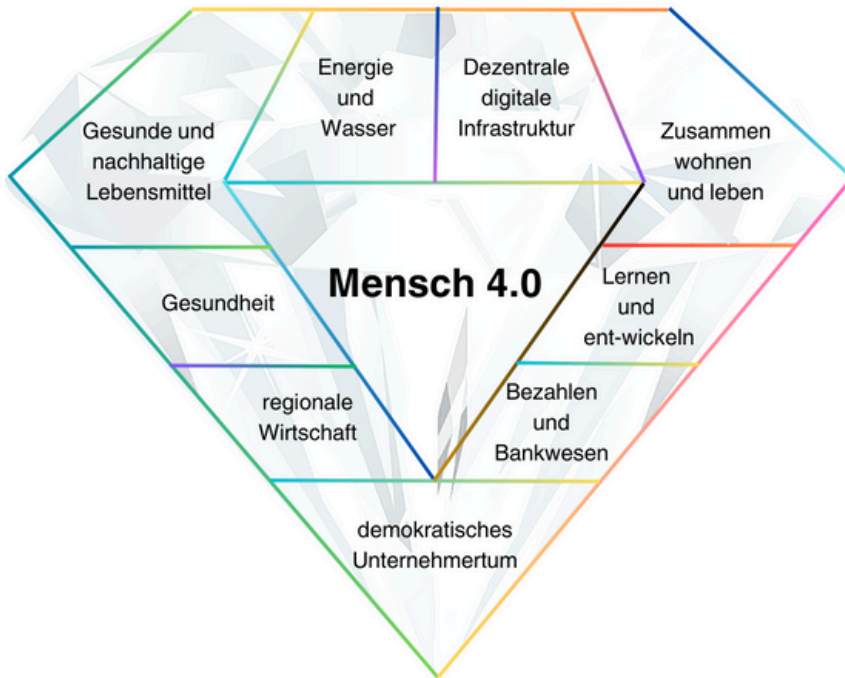 Energie
und
Wasser
Dezentrale
digitale
Infrastruktur
Gesunde und
nachhaltige
Lebensmittel
Zusammen
wohnen
und leben
Mensch 4.0
Gesundheit
Lernen
und
ent-wickeln
regionale
Wirtschaft
Bezahlen
und
Bankwesen
demokratisches
Unternehmertum